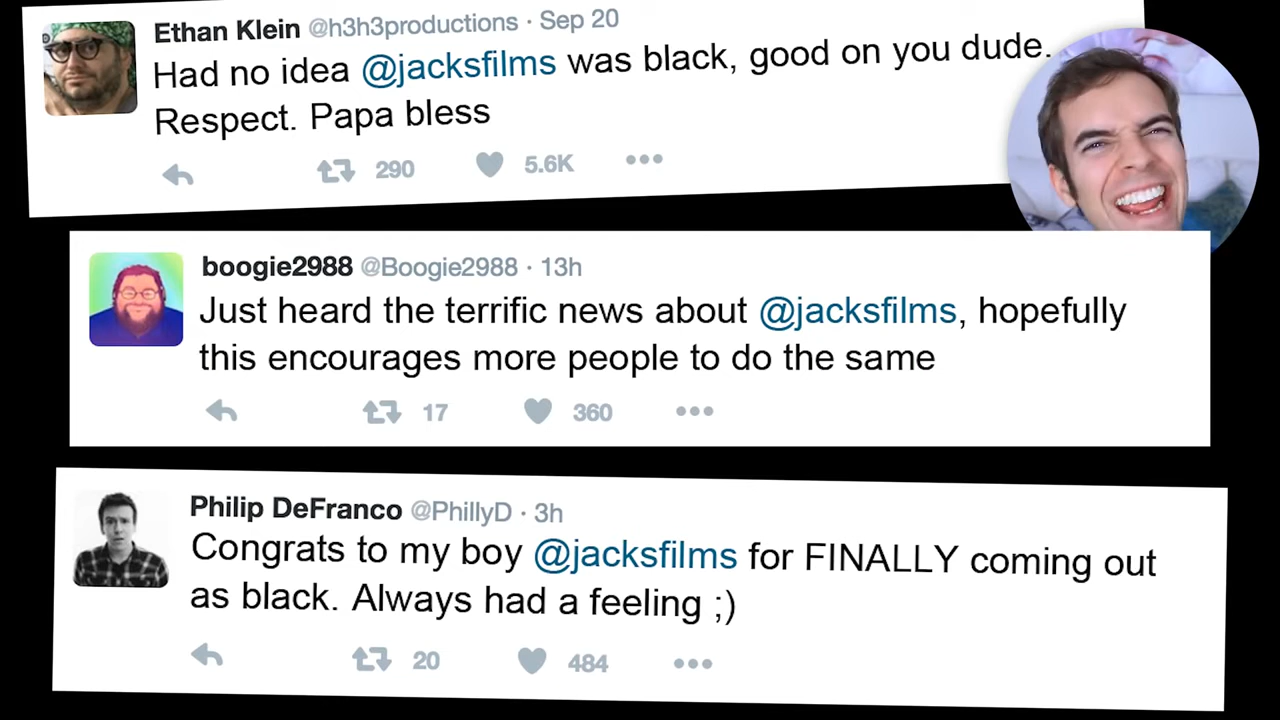 Ethan Klein @h3h3productions · Sep 20
Had no idea @jacksfilms was black, good on you dude.
Respect. Papa bless
290 5.6K
boogie2988 @Boogie2988 · 13h
Just heard the terrific news about @jacksfilms, hopefully
this encourages more people to do the same
17 360
Philip DeFranco @PhillyD · 3h
Congrats to my boy @jacksfilms for FINALLY coming out
as black. Always had a feeling ;)
20 484